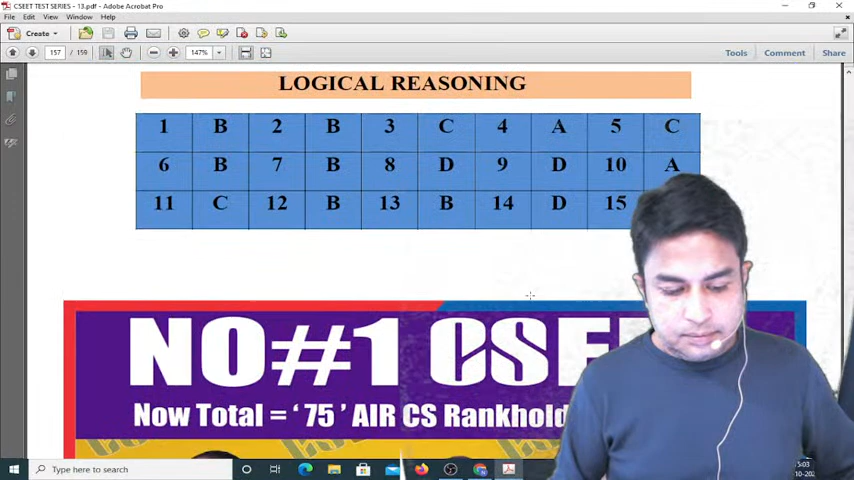 CSEET TEST SERIES - 13.pdf - Adobe Acrobat Pro
File Edit View Window Help
Create
157 / 159 147% Tools Comment Share
LOGICAL REASONING
1 B 2 B 3 C 4 A 5 C
6 B 7 B 8 D 9 D 10 A
11 C 12 B 13 B 14 D 15
NO#1 CSEE
Now Total = ‘ 75 ’ AIR CS Rankhold
Type here to search